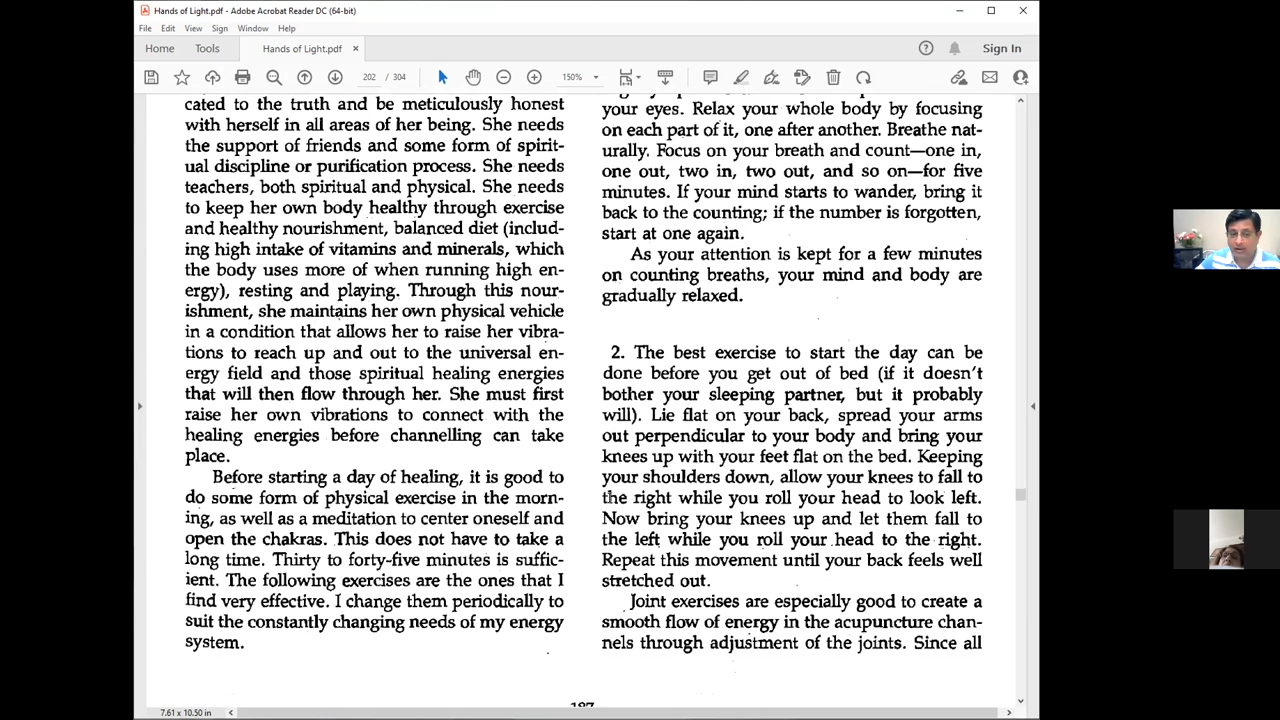 Hands of Light.pdf - Adobe Acrobat Reader DC (64-bit)
File Edit View Sign Window Help
Home Tools Hands of Light.pdf Sign In
202 / 304 150%
cated to the truth and be meticulously honest
with herself in all areas of her being. She needs
the support of friends and some form of spirit-
ual discipline or purification process. She needs
teachers, both spiritual and physical. She needs
to keep her own body healthy through exercise
and healthy nourishment, balanced diet (includ-
ing high intake of vitamins and minerals, which
the body uses more of when running high en-
ergy), resting and playing. Through this nour-
ishment, she maintains her own physical vehicle
in a condition that allows her to raise her vibra-
tions to reach up and out to the universal en-
ergy field and those spiritual healing energies
that will then flow through her. She must first
raise her own vibrations to connect with the
healing energies before channelling can take
place.
Before starting a day of healing, it is good to
do some form of physical exercise in the morn-
ing, as well as a meditation to center oneself and
open the chakras. This does not have to take a
long time. Thirty to forty-five minutes is suffic-
ient. The following exercises are the ones that I
find very effective. I change them periodically to
suit the constantly changing needs of my energy
system.
your eyes. Relax your whole body by focusing
on each part of it, one after another. Breathe nat-
urally. Focus on your breath and count—one in,
one out, two in, two out, and so on—for five
minutes. If your mind starts to wander, bring it
back to the counting; if the number is forgotten,
start at one again.
As your attention is kept for a few minutes
on counting breaths, your mind and body are
gradually relaxed.
2. The best exercise to start the day can be
done before you get out of bed (if it doesn't
bother your sleeping partner, but it probably
will). Lie flat on your back, spread your arms
out perpendicular to your body and bring your
knees up with your feet flat on the bed. Keeping
your shoulders down, allow your knees to fall to
the right while you roll your head to look left.
Now bring your knees up and let them fall to
the left while you roll your head to the right.
Repeat this movement until your back feels well
stretched out.
Joint exercises are especially good to create a
smooth flow of energy in the acupuncture chan-
nels through adjustment of the joints. Since all
187
7.61 x 10.50 in